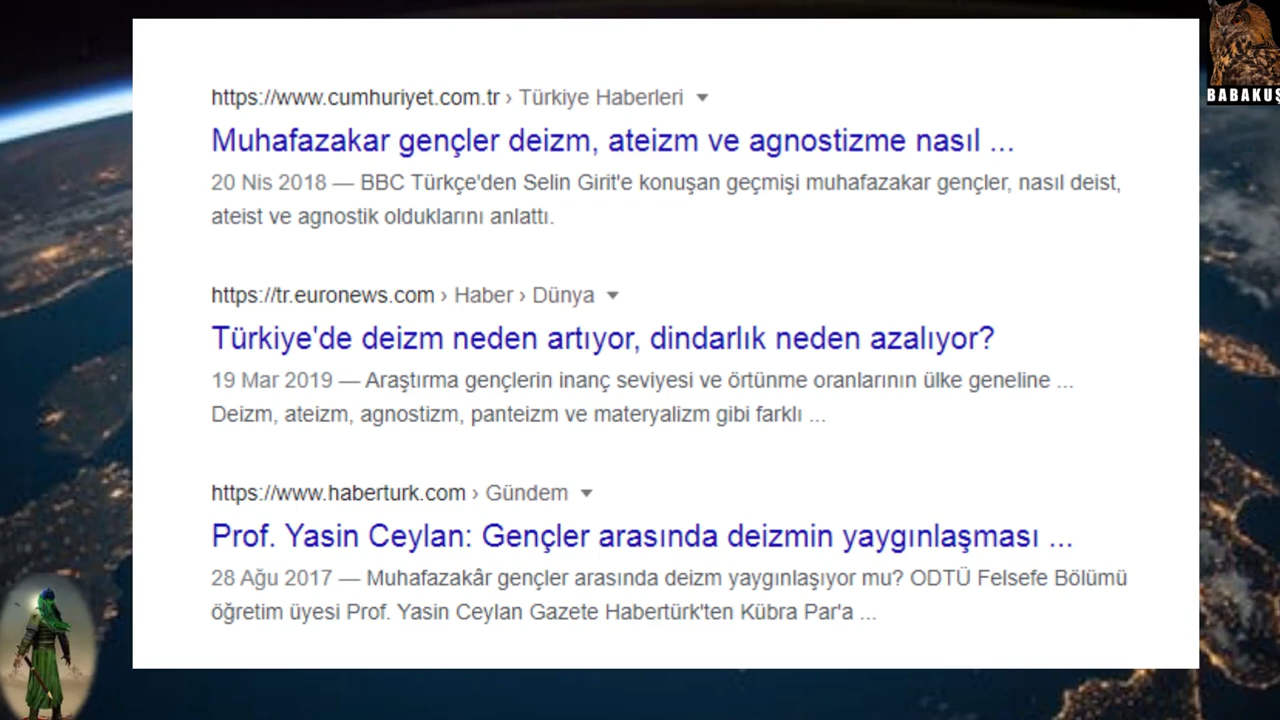 BABAKUŞ
https://www.cumhuriyet.com.tr › Türkiye Haberleri
Muhafazakar gençler deizm, ateizm ve agnostizme nasıl ...
20 Nis 2018 — BBC Türkçe'den Selin Girit'e konuşan geçmişi muhafazakar gençler, nasıl deist,
ateist ve agnostik olduklarını anlattı.
https://tr.euronews.com › Haber › Dünya
Türkiye'de deizm neden artıyor, dindarlık neden azalıyor?
19 Mar 2019 — Araştırma gençlerin inanç seviyesi ve örtünme oranlarının ülke geneline ...
Deizm, ateizm, agnostizm, panteizm ve materyalizm gibi farklı ...
https://www.haberturk.com › Gündem
Prof. Yasin Ceylan: Gençler arasında deizmin yaygınlaşması ...
28 Ağu 2017 — Muhafazakâr gençler arasında deizm yaygınlaşıyor mu? ODTÜ Felsefe Bölümü
öğretim üyesi Prof. Yasin Ceylan Gazete Habertürk'ten Kübra Par'a ...